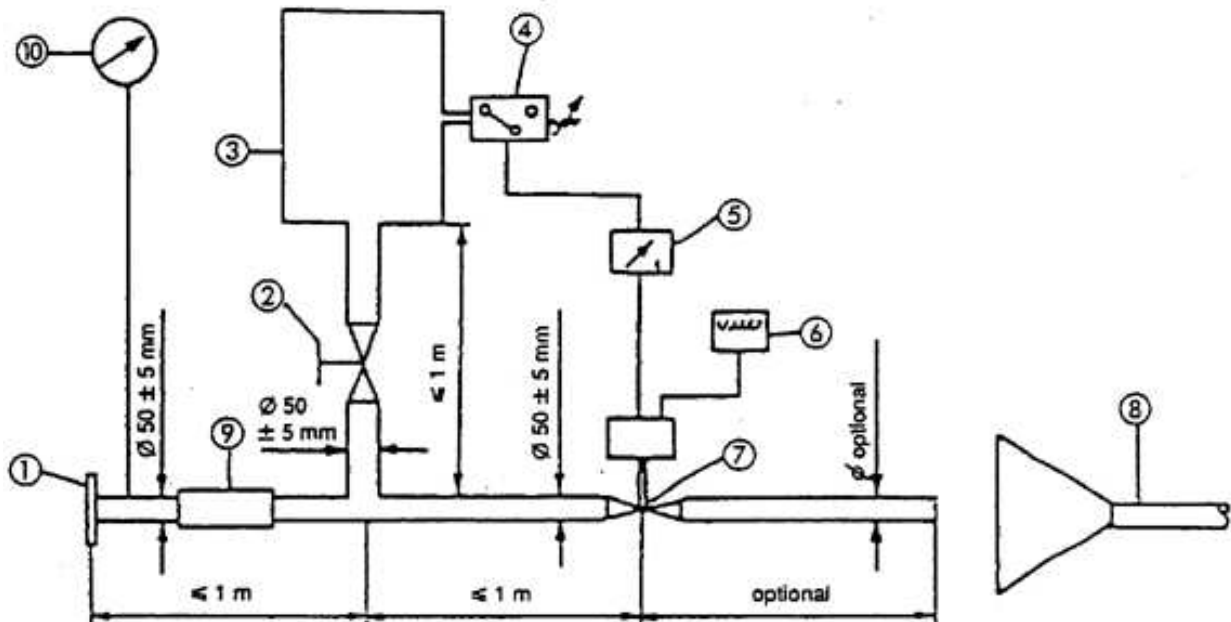 ⑩
④
③
⑤
②
⑥
Ø 50 ± 5 mm
Ø 50
± 5 mm
⩽ 1 m
Ø 50 ± 5 mm
Ø optional
⑧
⑨
⑦
①
⩽ 1 m
⩽ 1 m
optional